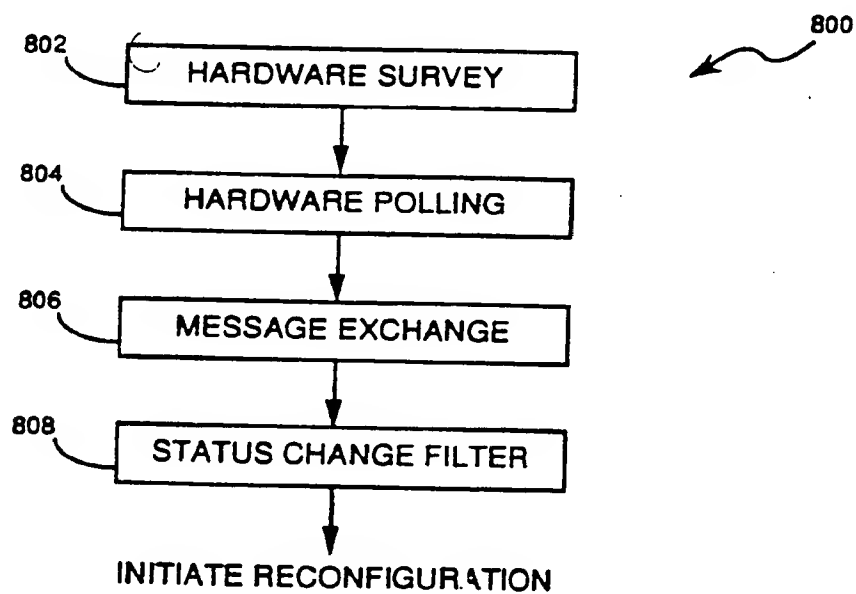 800
802
HARDWARE SURVEY
804
HARDWARE POLLING
806
MESSAGE EXCHANGE
808
STATUS CHANGE FILTER
INITIATE RECONFIGURATION